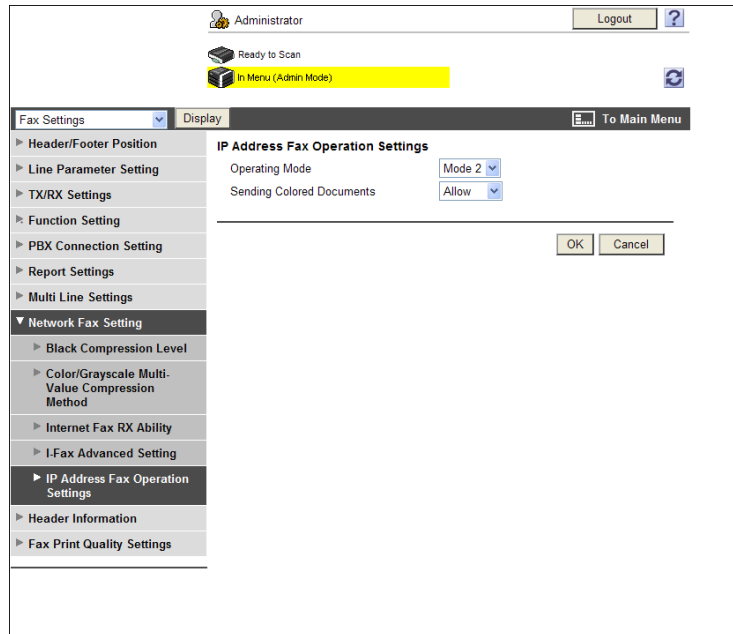 Administrator
Logout
?
Ready to Scan
In Menu (Admin Mode)
Fax Settings
Display
To Main Menu
Header/Footer Position
Line Parameter Setting
TX/RX Settings
Function Setting
PBX Connection Setting
Report Settings
Multi Line Settings
Network Fax Setting
Black Compression Level
Color/Grayscale Multi-
Value Compression
Method
Internet Fax RX Ability
I-Fax Advanced Setting
IP Address Fax Operation
Settings
Header Information
Fax Print Quality Settings
IP Address Fax Operation Settings
Operating Mode
Mode 2
Sending Colored Documents
Allow
OK
Cancel